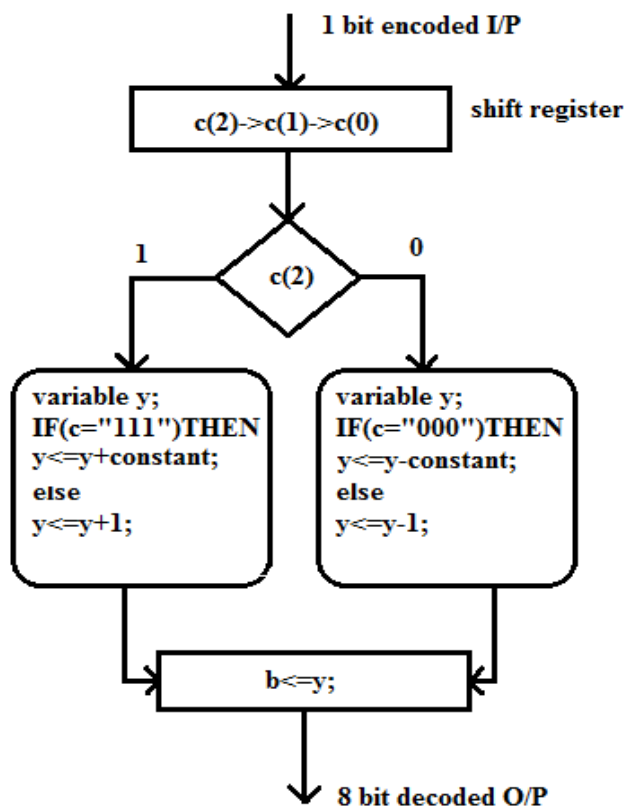 1 bit encoded I/P
c(2)->c(1)->c(0)
shift register
1
0
c(2)
variable y;
IF(c="111")THEN
y<=y+constant;
else
y<=y+1;
variable y;
IF(c="000")THEN
y<=y-constant;
else
y<=y-1;
b<=y;
8 bit decoded O/P